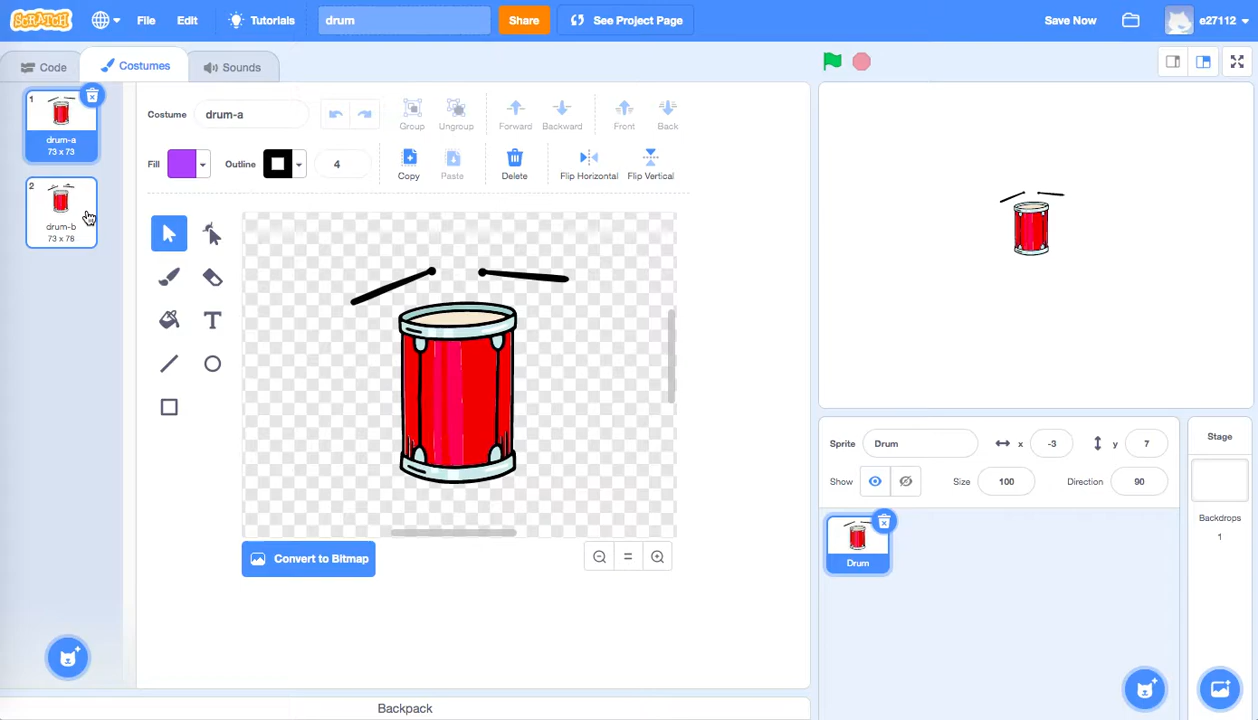 SCRATCH File Edit Tutorials drum Share See Project Page Save Now e27112
Code Costumes Sounds
1
drum-a
73 x 73
2
drum-b
73 x 78
Costume drum-a Group Ungroup Forward Backward Front Back
Fill Outline 4 Copy Paste Delete Flip Horizontal Flip Vertical
T
Convert to Bitmap
Backpack
Sprite Drum x -3 y 7
Show Size 100 Direction 90
Drum
Stage
Backdrops
1